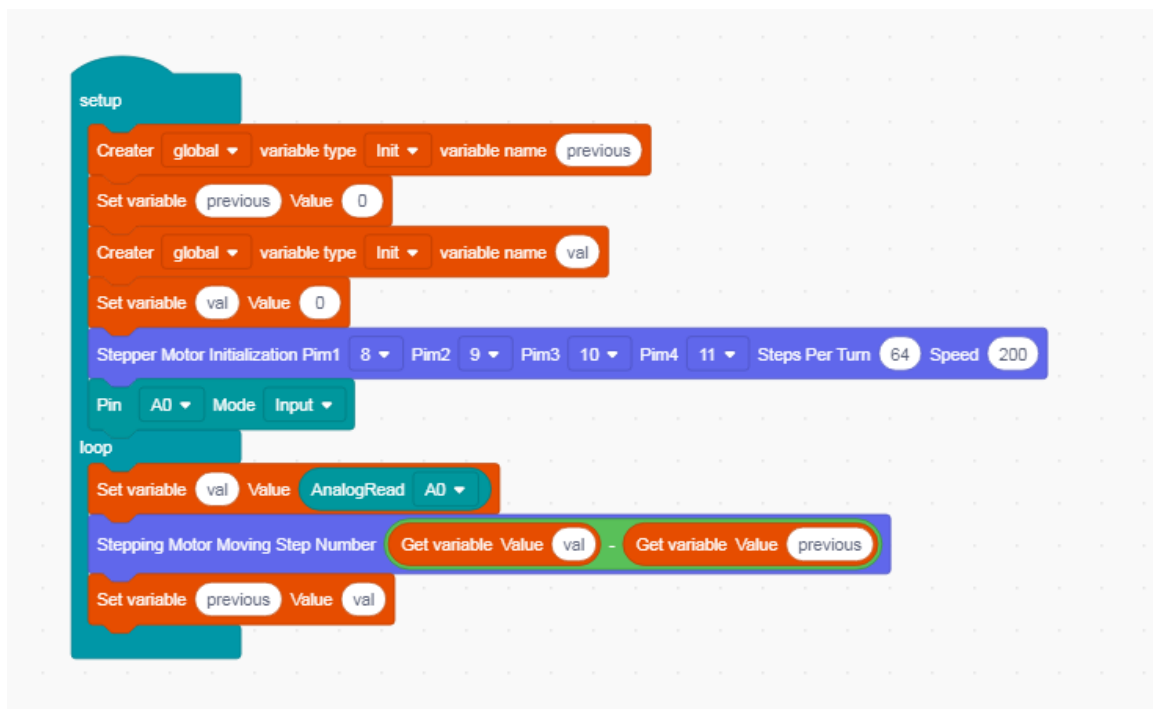 setup
Creater global variable type Init variable name previous
Set variable previous Value 0
Creater global variable type Init variable name val
Set variable val Value 0
Stepper Motor Initialization Pim1 8 Pim2 9 Pim3 10 Pim4 11 Steps Per Turn 64 Speed 200
Pin A0 Mode Input
loop
Set variable val Value AnalogRead A0
Stepping Motor Moving Step Number Get variable Value val - Get variable Value previous
Set variable previous Value val